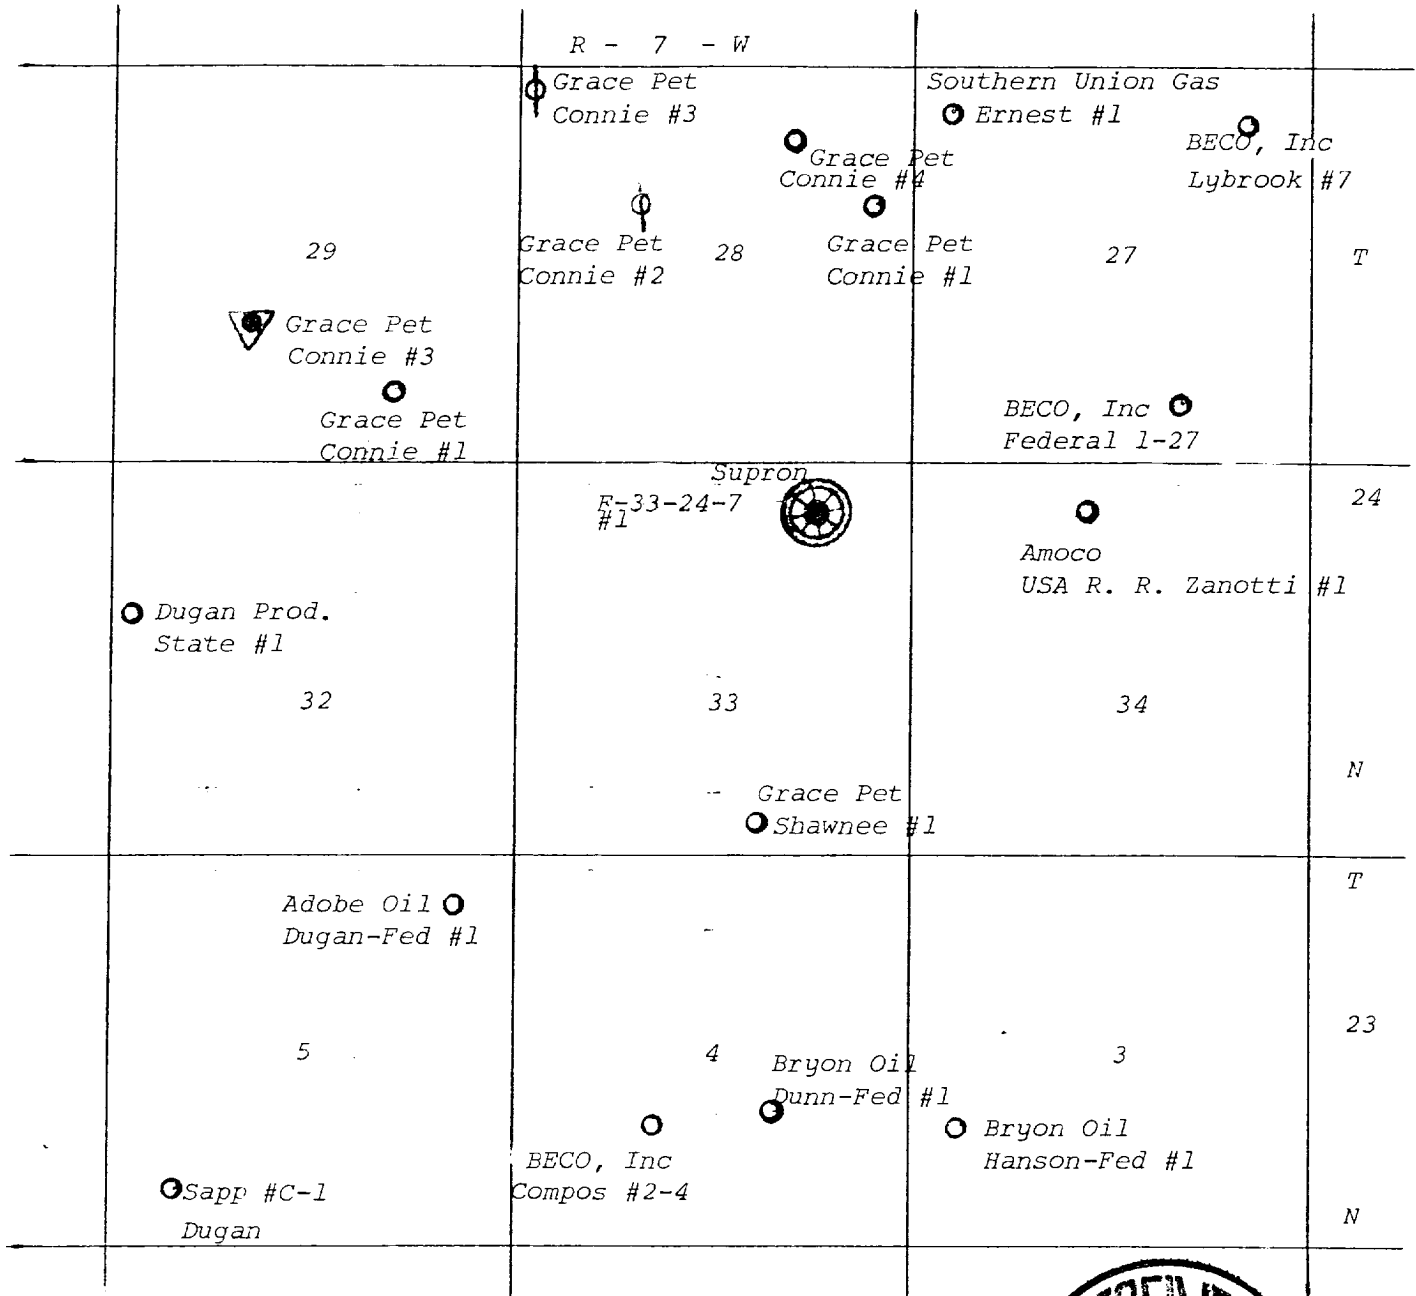 R - 7 - W
Grace Pet
Connie #3
Southern Union Gas
Ernest #1
BECO, Inc
Lybrook #7
Grace Pet
Connie #4
Grace Pet
Connie #2
28
Grace Pet
Connie #1
29
27
T
Grace Pet
Connie #3
Grace Pet
Connie #1
BECO, Inc
Federal 1-27
Supron
F-33-24-7
#1
24
Amoco
USA R. R. Zanotti #1
Dugan Prod.
State #1
32
33
34
N
Grace Pet
Shawnee #1
T
Adobe Oil
Dugan-Fed #1
23
5
4
3
Bryon Oil
Dunn-Fed #1
Bryon Oil
Hanson-Fed #1
BECO, Inc
Compos #2-4
Sapp #C-1
Dugan
N